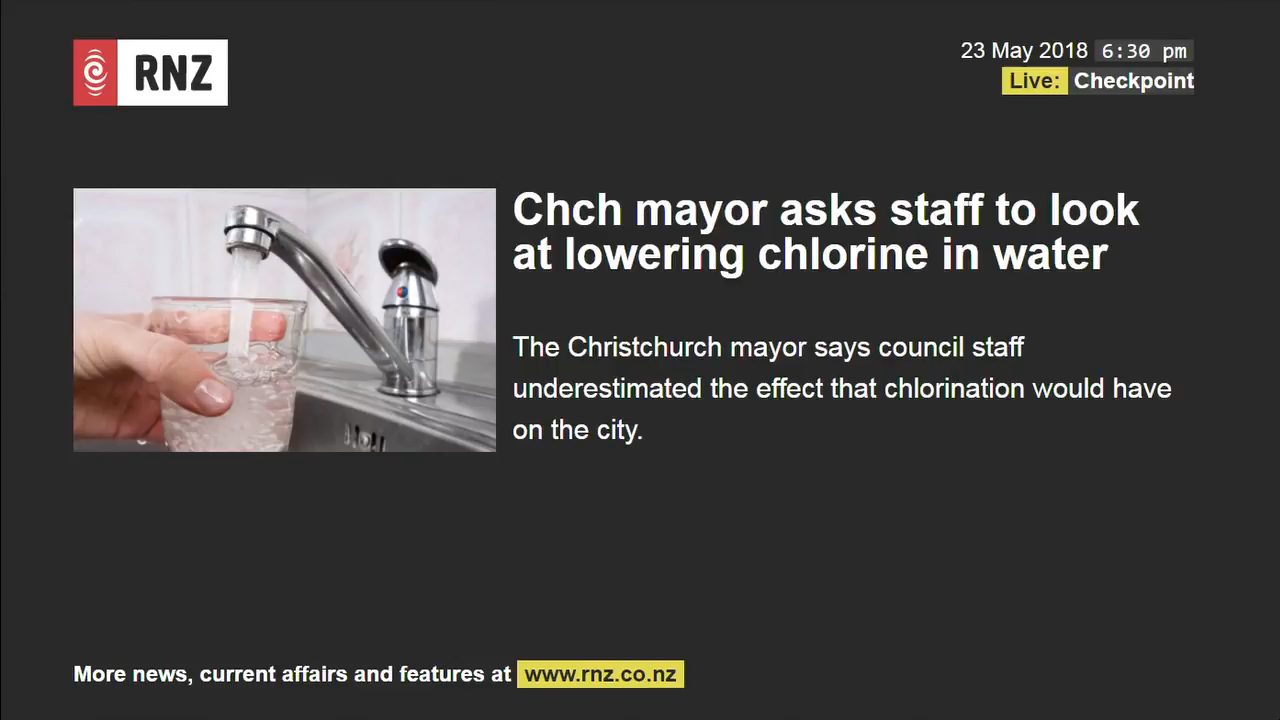 RNZ
23 May 2018 6:30 pm
Live: Checkpoint
Chch mayor asks staff to look
at lowering chlorine in water
The Christchurch mayor says council staff
underestimated the effect that chlorination would have
on the city.
More news, current affairs and features at www.rnz.co.nz